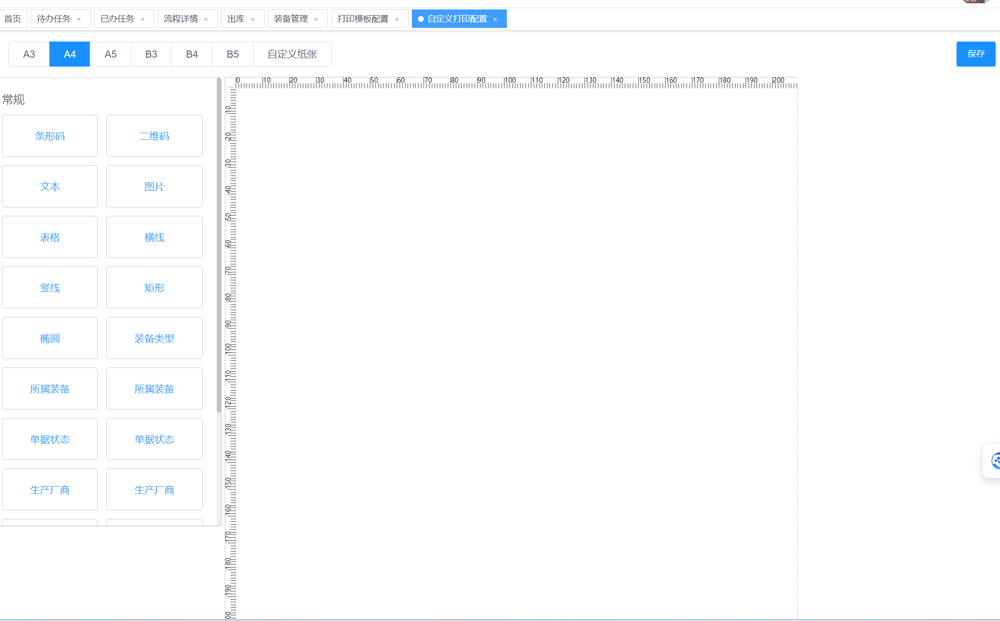 首页 待办任务 × 已办任务 × 流程详情 × 出库 × 装备管理 × 打印模板配置 × 自定义打印配置 ×
A3 A4 A5 B3 B4 B5 自定义纸张 保存
0 10 20 30 40 50 60 70 80 90 100 110 120 130 140 150 160 170 180 190 200
常规
条形码 二维码
文本 图片
表格 横线
竖线 矩形
椭圆 装备类型
所属装备 所属装备
单据状态 单据状态
生产厂商 生产厂商
10
20
30
40
50
60
70
80
90
100
110
120
130
140
150
160
170
180
190
00